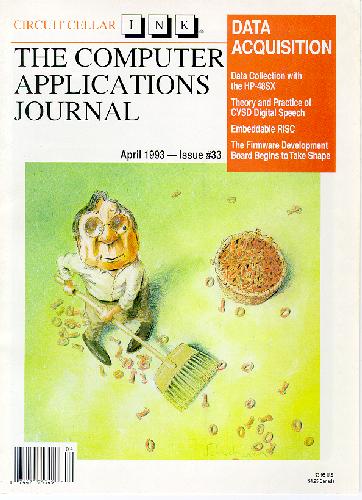 CIRCUIT CELLAR INK
THE COMPUTER
APPLICATIONS
JOURNAL
April 1993 — Issue #33
DATA
ACQUISITION
Data Collection with
the HP-48SX
Theory and Practice of
CVSD Digital Speech
Embeddable RISC
The Firmware Development
Board Begins to Take Shape